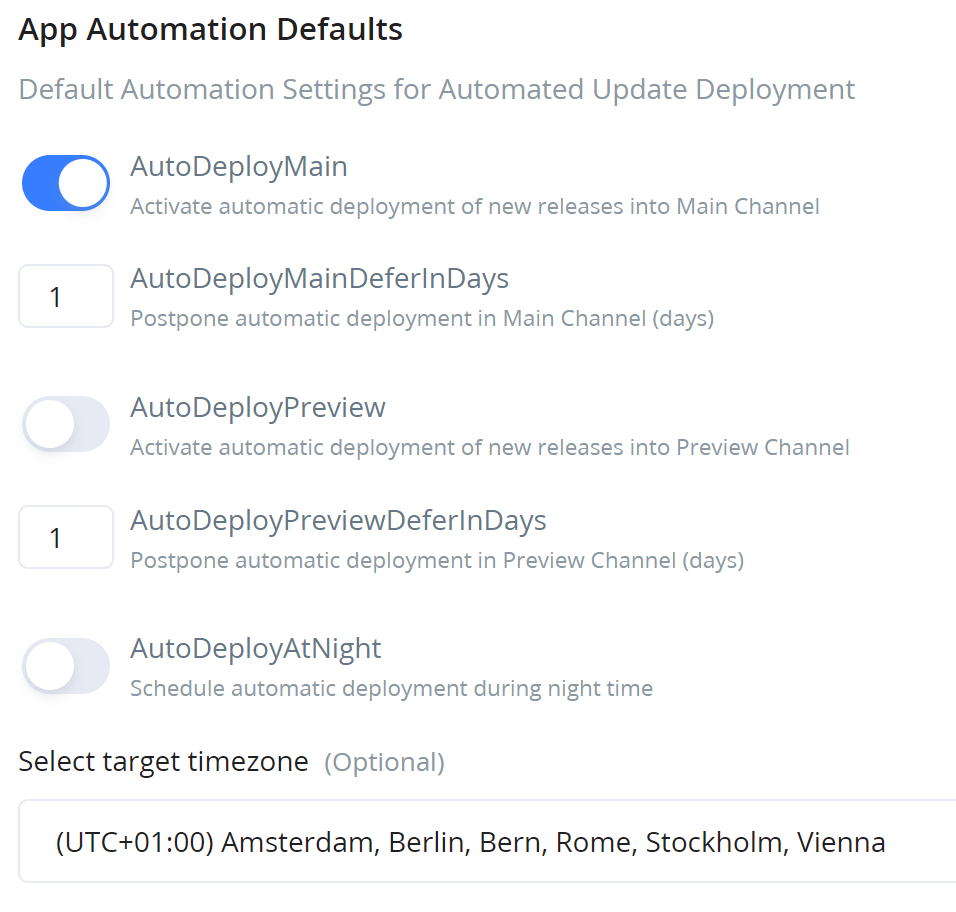 App Automation Defaults
Default Automation Settings for Automated Update Deployment
AutoDeployMain
Activate automatic deployment of new releases into Main Channel
1
AutoDeployMainDeferInDays
Postpone automatic deployment in Main Channel (days)
AutoDeployPreview
Activate automatic deployment of new releases into Preview Channel
1
AutoDeployPreviewDeferInDays
Postpone automatic deployment in Preview Channel (days)
AutoDeployAtNight
Schedule automatic deployment during night time
Select target timezone (Optional)
(UTC+01:00) Amsterdam, Berlin, Bern, Rome, Stockholm, Vienna